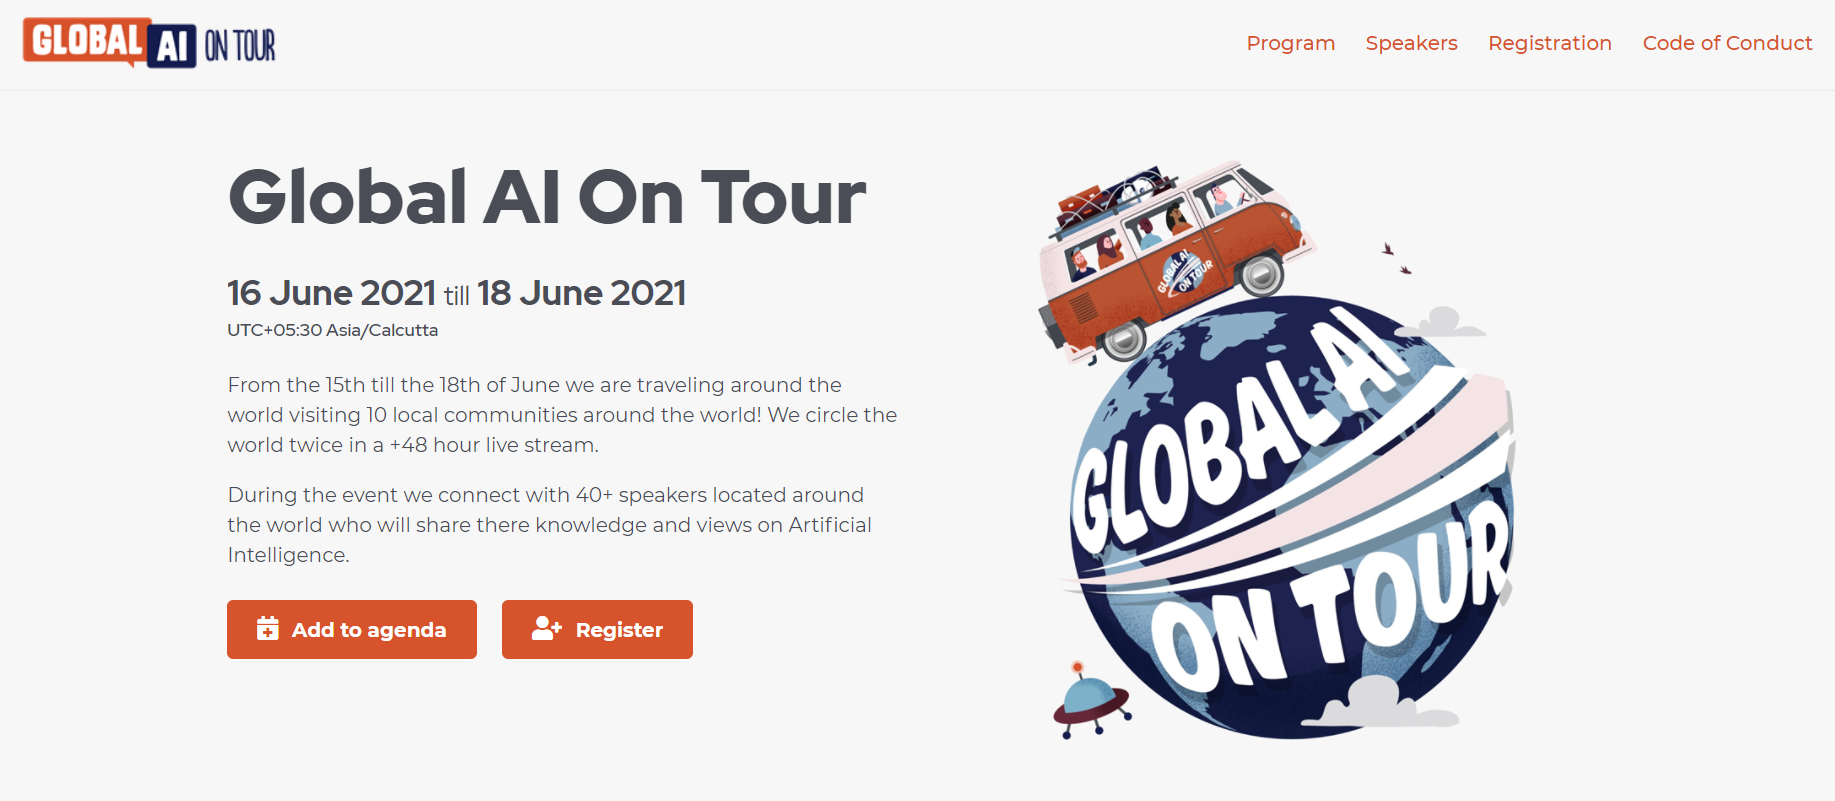 GLOBAL AI ON TOUR
Program Speakers Registration Code of Conduct
Global AI On Tour
16 June 2021 till 18 June 2021
UTC+05:30 Asia/Calcutta
From the 15th till the 18th of June we are traveling around the
world visiting 10 local communities around the world! We circle the
world twice in a +48 hour live stream.
During the event we connect with 40+ speakers located around
the world who will share there knowledge and views on Artificial
Intelligence.
Add to agenda Register
GLOBAL AI
ON TOUR
GLOBAL AI
ON TOUR